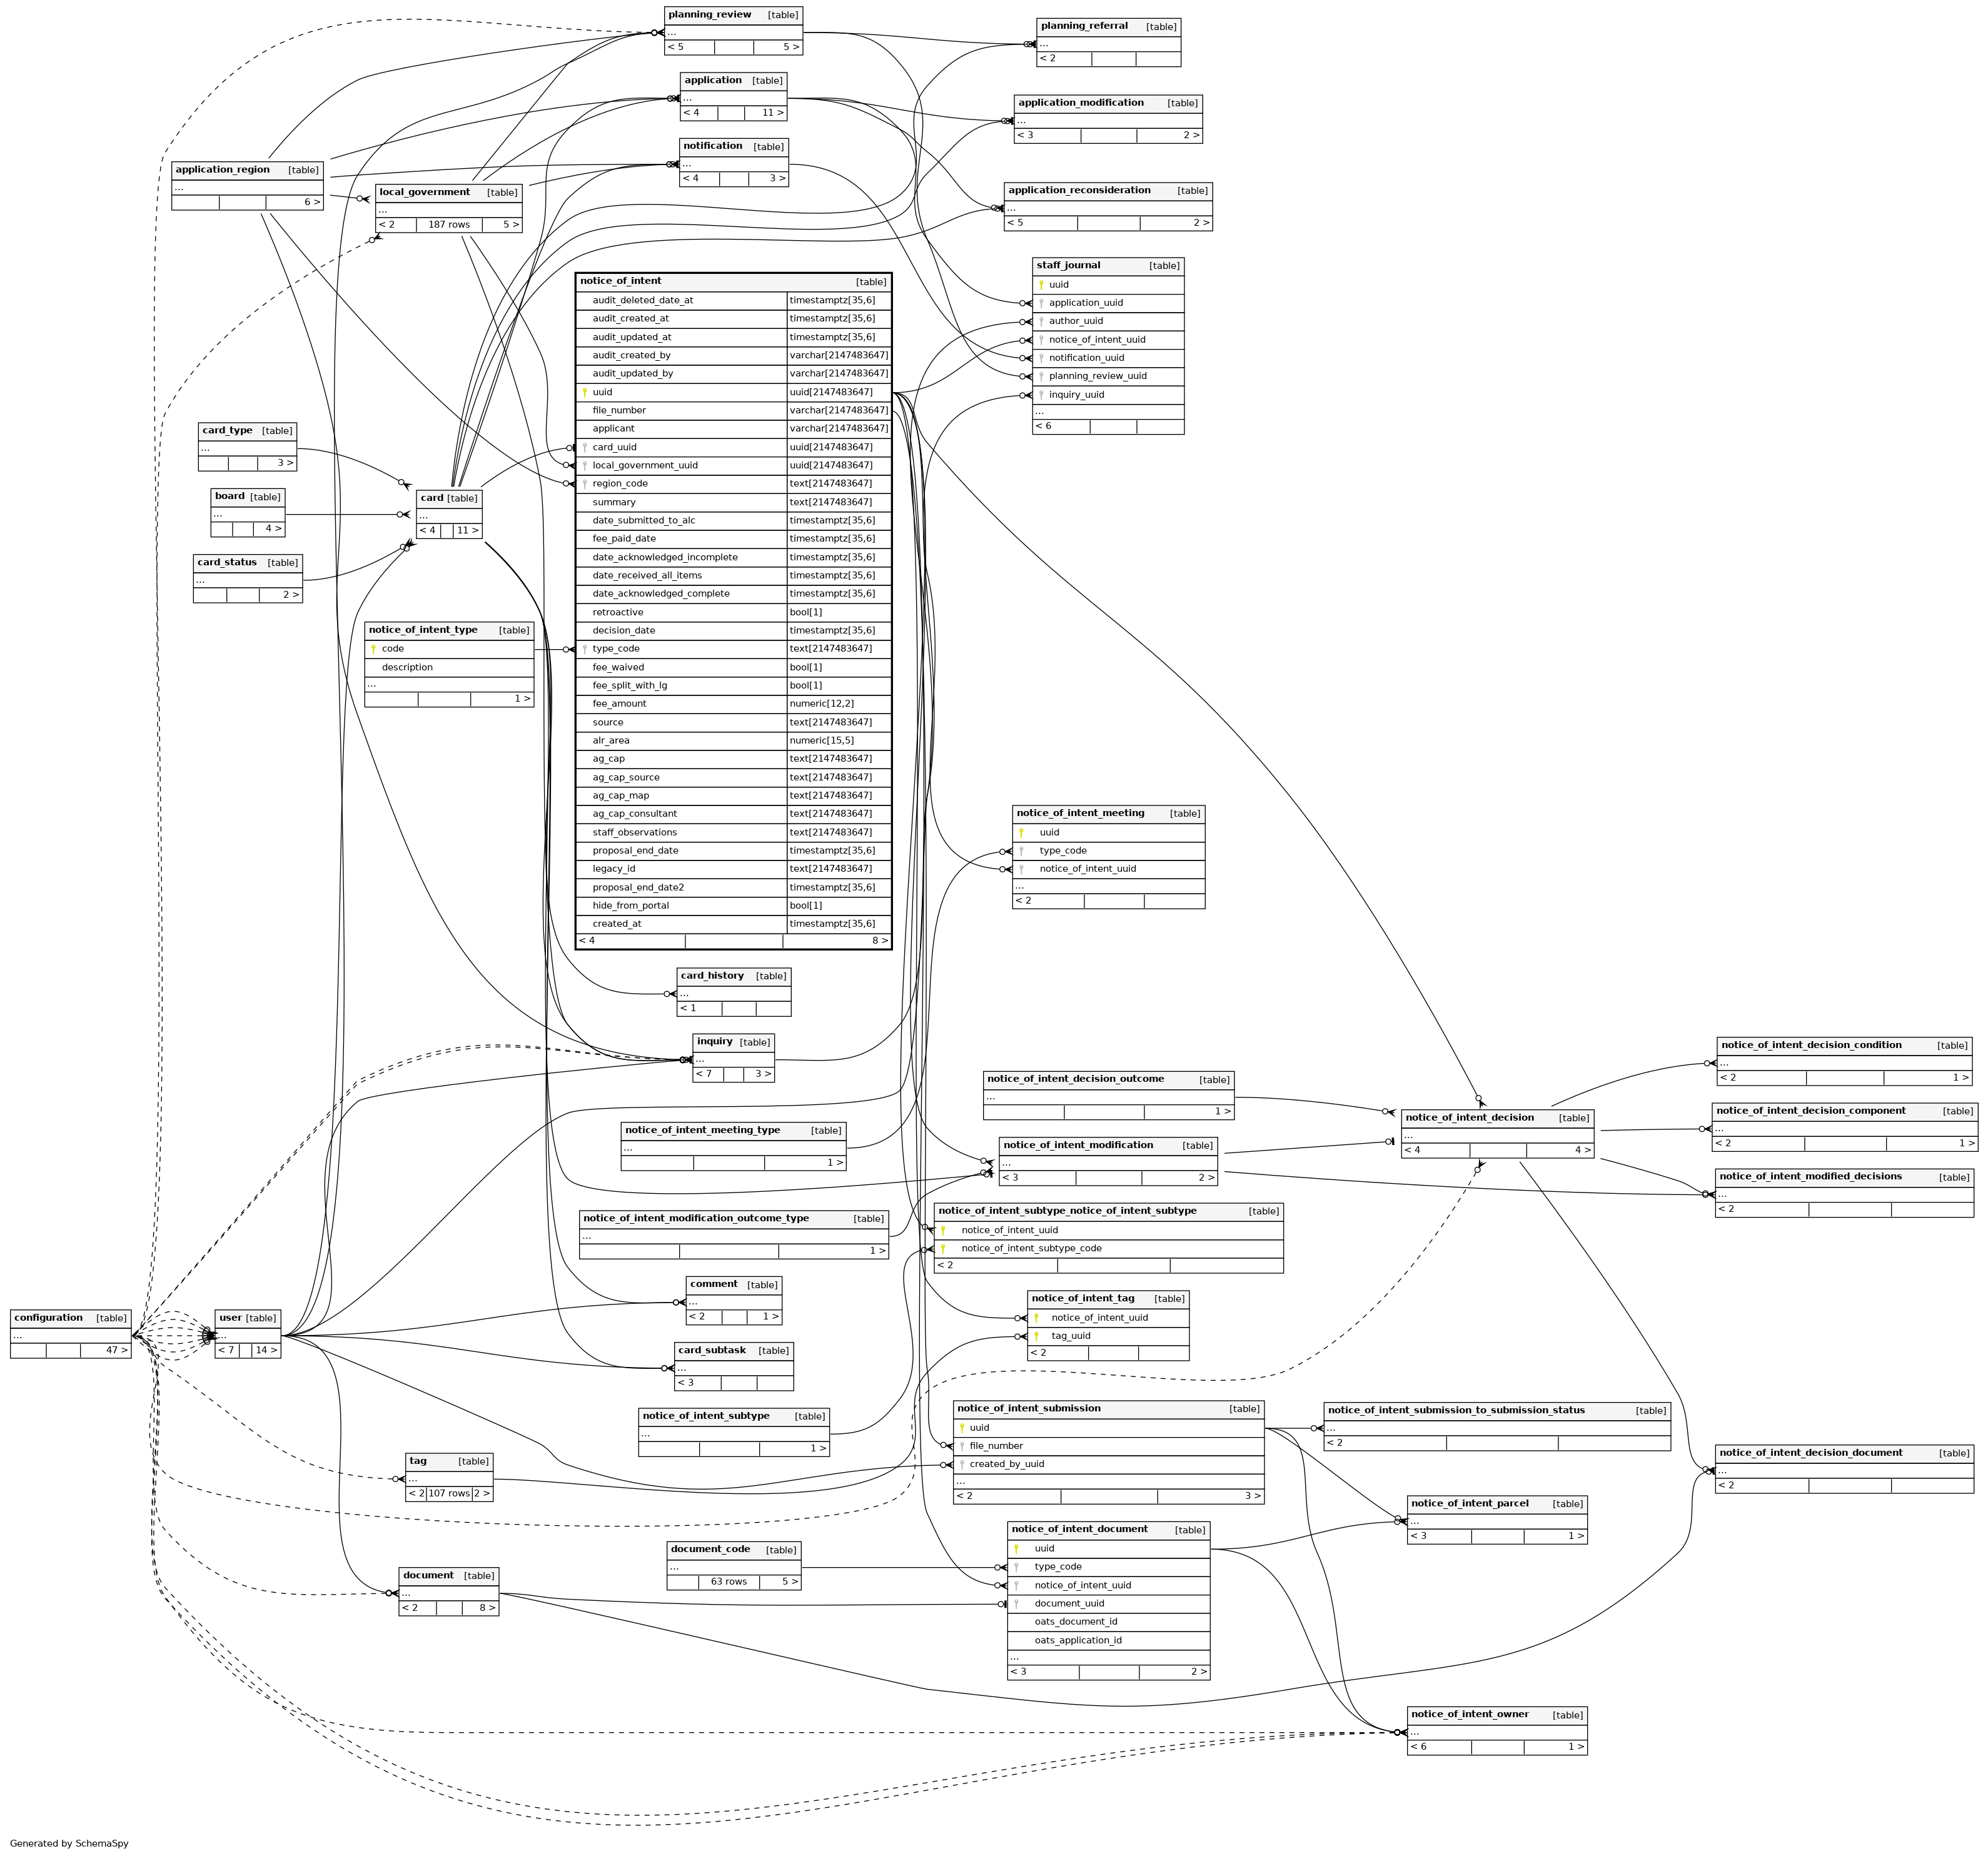 planning_review [table]
...
< 5 5 >
planning_referral [table]
...
< 2
application [table]
...
< 4 11 >
application_modification [table]
...
< 3 2 >
notification [table]
...
< 4 3 >
application_region [table]
...
6 >
local_government [table]
...
< 2 187 rows 5 >
application_reconsideration [table]
...
< 5 2 >
staff_journal [table]
uuid
application_uuid
author_uuid
notice_of_intent_uuid
notification_uuid
planning_review_uuid
inquiry_uuid
...
< 6
notice_of_intent [table]
audit_deleted_date_at timestamptz[35,6]
audit_created_at timestamptz[35,6]
audit_updated_at timestamptz[35,6]
audit_created_by varchar[2147483647]
audit_updated_by varchar[2147483647]
uuid uuid[2147483647]
file_number varchar[2147483647]
applicant varchar[2147483647]
card_uuid uuid[2147483647]
local_government_uuid uuid[2147483647]
region_code text[2147483647]
summary text[2147483647]
date_submitted_to_alc timestamptz[35,6]
fee_paid_date timestamptz[35,6]
date_acknowledged_incomplete timestamptz[35,6]
date_received_all_items timestamptz[35,6]
date_acknowledged_complete timestamptz[35,6]
retroactive bool[1]
decision_date timestamptz[35,6]
type_code text[2147483647]
fee_waived bool[1]
fee_split_with_lg bool[1]
fee_amount numeric[12,2]
source text[2147483647]
alr_area numeric[15,5]
ag_cap text[2147483647]
ag_cap_source text[2147483647]
ag_cap_map text[2147483647]
ag_cap_consultant text[2147483647]
staff_observations text[2147483647]
proposal_end_date timestamptz[35,6]
legacy_id text[2147483647]
proposal_end_date2 timestamptz[35,6]
hide_from_portal bool[1]
created_at timestamptz[35,6]
< 4 8 >
card_type [table]
...
3 >
board [table]
...
4 >
card_status [table]
...
2 >
card [table]
...
< 4 11 >
notice_of_intent_type [table]
code
description
...
1 >
notice_of_intent_meeting [table]
uuid
type_code
notice_of_intent_uuid
...
< 2
card_history [table]
...
< 1
inquiry [table]
...
< 7 3 >
notice_of_intent_decision_condition [table]
...
< 2 1 >
notice_of_intent_decision_outcome [table]
...
1 >
notice_of_intent_decision [table]
...
< 4 4 >
notice_of_intent_decision_component [table]
...
< 2 1 >
notice_of_intent_meeting_type [table]
...
1 >
notice_of_intent_modification [table]
...
< 3 2 >
notice_of_intent_modified_decisions [table]
...
< 2
notice_of_intent_modification_outcome_type [table]
...
1 >
notice_of_intent_subtype_notice_of_intent_subtype [table]
notice_of_intent_uuid
notice_of_intent_subtype_code
< 2
comment [table]
...
< 2 1 >
notice_of_intent_tag [table]
notice_of_intent_uuid
tag_uuid
< 2
configuration [table]
...
47 >
user [table]
...
< 7 14 >
card_subtask [table]
...
< 3
notice_of_intent_subtype [table]
...
1 >
notice_of_intent_submission [table]
uuid
file_number
created_by_uuid
...
< 2 3 >
notice_of_intent_submission_to_submission_status [table]
...
< 2
notice_of_intent_decision_document [table]
...
< 2
tag [table]
...
< 2 107 rows 2 >
notice_of_intent_parcel [table]
...
< 3 1 >
document_code [table]
...
63 rows 5 >
notice_of_intent_document [table]
uuid
type_code
notice_of_intent_uuid
document_uuid
oats_document_id
oats_application_id
...
< 3 2 >
document [table]
...
< 2 8 >
notice_of_intent_owner [table]
...
< 6 1 >
Generated by SchemaSpy